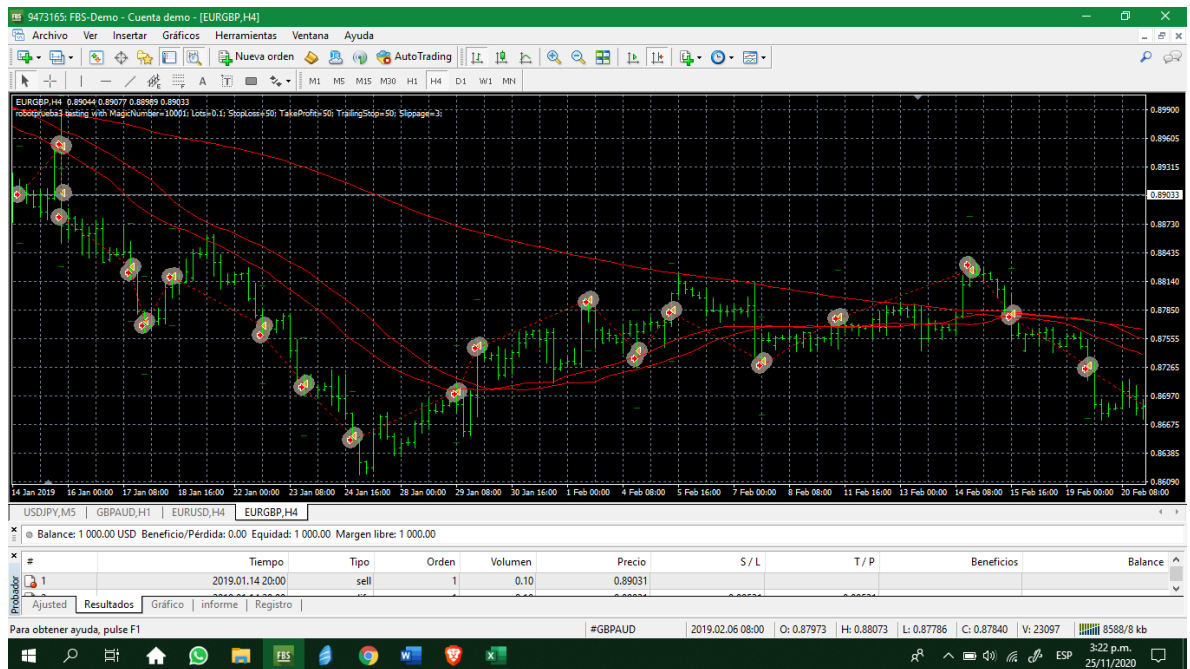 9473165: FBS-Demo - Cuenta demo - [EURGBP,H4]
Archivo Ver Insertar Gráficos Herramientas Ventana Ayuda
Nueva orden AutoTrading
A T M1 M5 M15 M30 H1 H4 D1 W1 MN
EURGBP,H4 0.89044 0.89077 0.88989 0.89033
robotprueba3 testing with MagicNumber=10001; Lots=0.1; StopLoss=50; TakeProfit=50; TrailingStop=50; Slippage=3;
0.89900
0.89605
0.89315
0.89033
0.88730
0.88435
0.88140
0.87850
0.87555
0.87265
0.86970
0.86675
0.86385
0.86090
14 Jan 2019 16 Jan 00:00 17 Jan 08:00 18 Jan 16:00 22 Jan 00:00 23 Jan 08:00 24 Jan 16:00 28 Jan 00:00 29 Jan 08:00 30 Jan 16:00 1 Feb 00:00 4 Feb 08:00 5 Feb 16:00 7 Feb 00:00 8 Feb 08:00 11 Feb 16:00 13 Feb 00:00 14 Feb 08:00 15 Feb 16:00 19 Feb 00:00 20 Feb 08:00
USDJPY,M5 GBPAUD,H1 EURUSD,H4 EURGBP,H4
Balance: 1 000.00 USD Beneficio/Pérdida: 0.00 Equidad: 1 000.00 Margen libre: 1 000.00
# Tiempo Tipo Orden Volumen Precio S / L T / P Beneficios Balance
1 2019.01.14 20:00 sell 1 0.10 0.89031
Probador
Ajusted Resultados Gráfico informe Registro
Para obtener ayuda, pulse F1 #GBPAUD 2019.02.06 08:00 O: 0.87973 H: 0.88073 L: 0.87786 C: 0.87840 V: 23097 8588/8 kb
FBS ESP 3:22 p.m.
25/11/2020